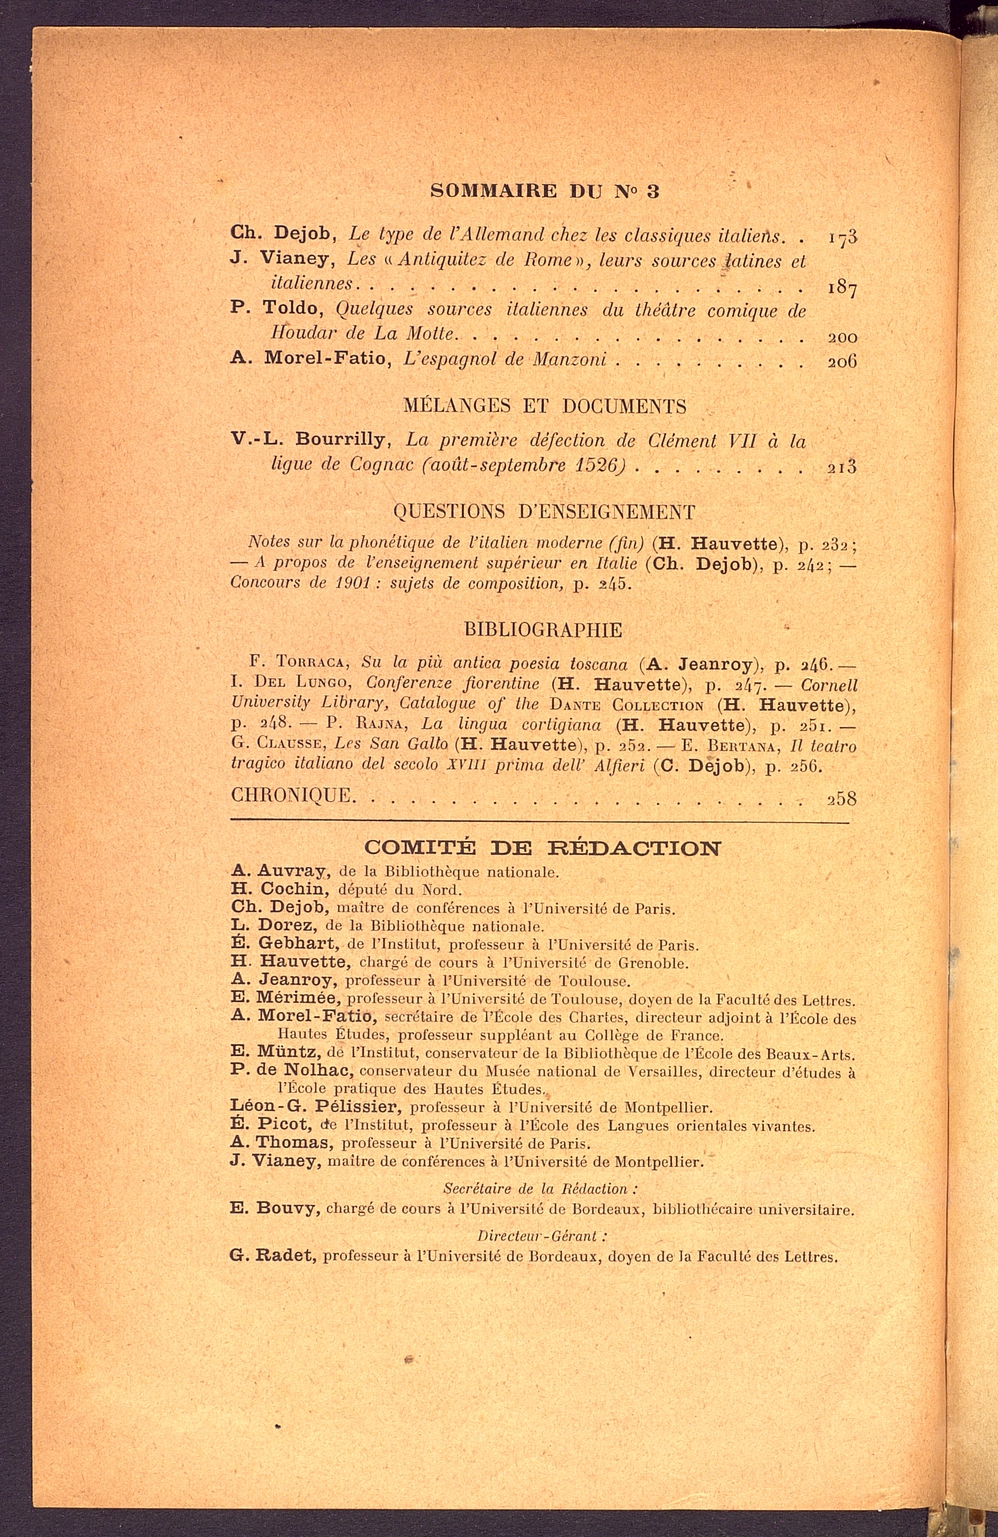 SOMMAIRE DU Nº 3
Ch. Dejob, Le type de l'Allemand chez les classiques italiens. . 173
J. Vianey, Les « Antiquitez de Rome », leurs sources latines et
italiennes. . . . . . . . . . . . . . . . . . . . . . 187
P. Toldo, Quelques sources italiennes du théâtre comique de
Houdar de La Motte. . . . . . . . . . . . . . . . . . 200
A. Morel-Fatio, L'espagnol de Manzoni . . . . . . . . . . 206
MÉLANGES ET DOCUMENTS
V.-L. Bourrilly, La première défection de Clément VII à la
ligue de Cognac (août-septembre 1526) . . . . . . . . . 213
QUESTIONS D'ENSEIGNEMENT
Notes sur la phonétique de l'italien moderne (fin) (H. Hauvette), p. 232;
— A propos de l'enseignement supérieur en Italie (Ch. Dejob), p. 242; —
Concours de 1901 : sujets de composition, p. 245.
BIBLIOGRAPHIE
F. TORRACA, Su la più antica poesia toscana (A. Jeanroy), p. 246. —
I. DEL LUNGO, Conferenze fiorentine (H. Hauvette), p. 247. — Cornell
University Library, Catalogue of the DANTE COLLECTION (H. Hauvette),
p. 248. — P. RAJNA, La lingua cortigiana (H. Hauvette), p. 251. —
G. CLAUSSE, Les San Gallo (H. Hauvette), p. 252. — E. BERTANA, Il teatro
tragico italiano del secolo XVIII prima dell' Alfieri (C. Dejob), p. 256.
CHRONIQUE. . . . . . . . . . . . . . . . . . . . . . . 258
COMITÉ DE RÉDACTION
A. Auvray, de la Bibliothèque nationale.
H. Cochin, député du Nord.
Ch. Dejob, maître de conférences à l'Université de Paris.
L. Dorez, de la Bibliothèque nationale.
É. Gebhart, de l'Institut, professeur à l'Université de Paris.
H. Hauvette, chargé de cours à l'Université de Grenoble.
A. Jeanroy, professeur à l'Université de Toulouse.
E. Mérimée, professeur à l'Université de Toulouse, doyen de la Faculté des Lettres.
A. Morel-Fatio, secrétaire de l'École des Chartes, directeur adjoint à l'École des
Hautes Études, professeur suppléant au Collège de France.
E. Müntz, de l'Institut, conservateur de la Bibliothèque de l'École des Beaux-Arts.
P. de Nolhac, conservateur du Musée national de Versailles, directeur d'études à
l'École pratique des Hautes Études.
Léon-G. Pélissier, professeur à l'Université de Montpellier.
É. Picot, de l'Institut, professeur à l'École des Langues orientales vivantes.
A. Thomas, professeur à l'Université de Paris.
J. Vianey, maître de conférences à l'Université de Montpellier.
Secrétaire de la Rédaction :
E. Bouvy, chargé de cours à l'Université de Bordeaux, bibliothécaire universitaire.
Directeur-Gérant :
G. Radet, professeur à l'Université de Bordeaux, doyen de la Faculté des Lettres.